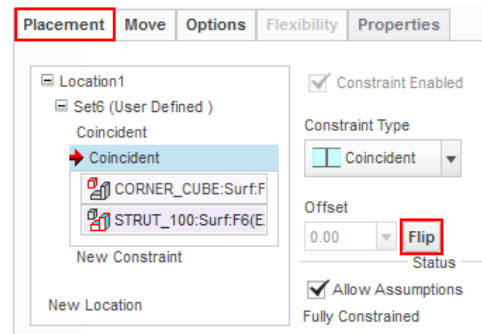 Placement Move Options Flexibility Properties
Location1
Set6 (User Defined )
Coincident
Coincident
CORNER_CUBE:Surf:F
STRUT_100:Surf:F6(E
New Constraint
New Location
Constraint Enabled
Constraint Type
Coincident
Offset
0.00 Flip
Status
Allow Assumptions
Fully Constrained